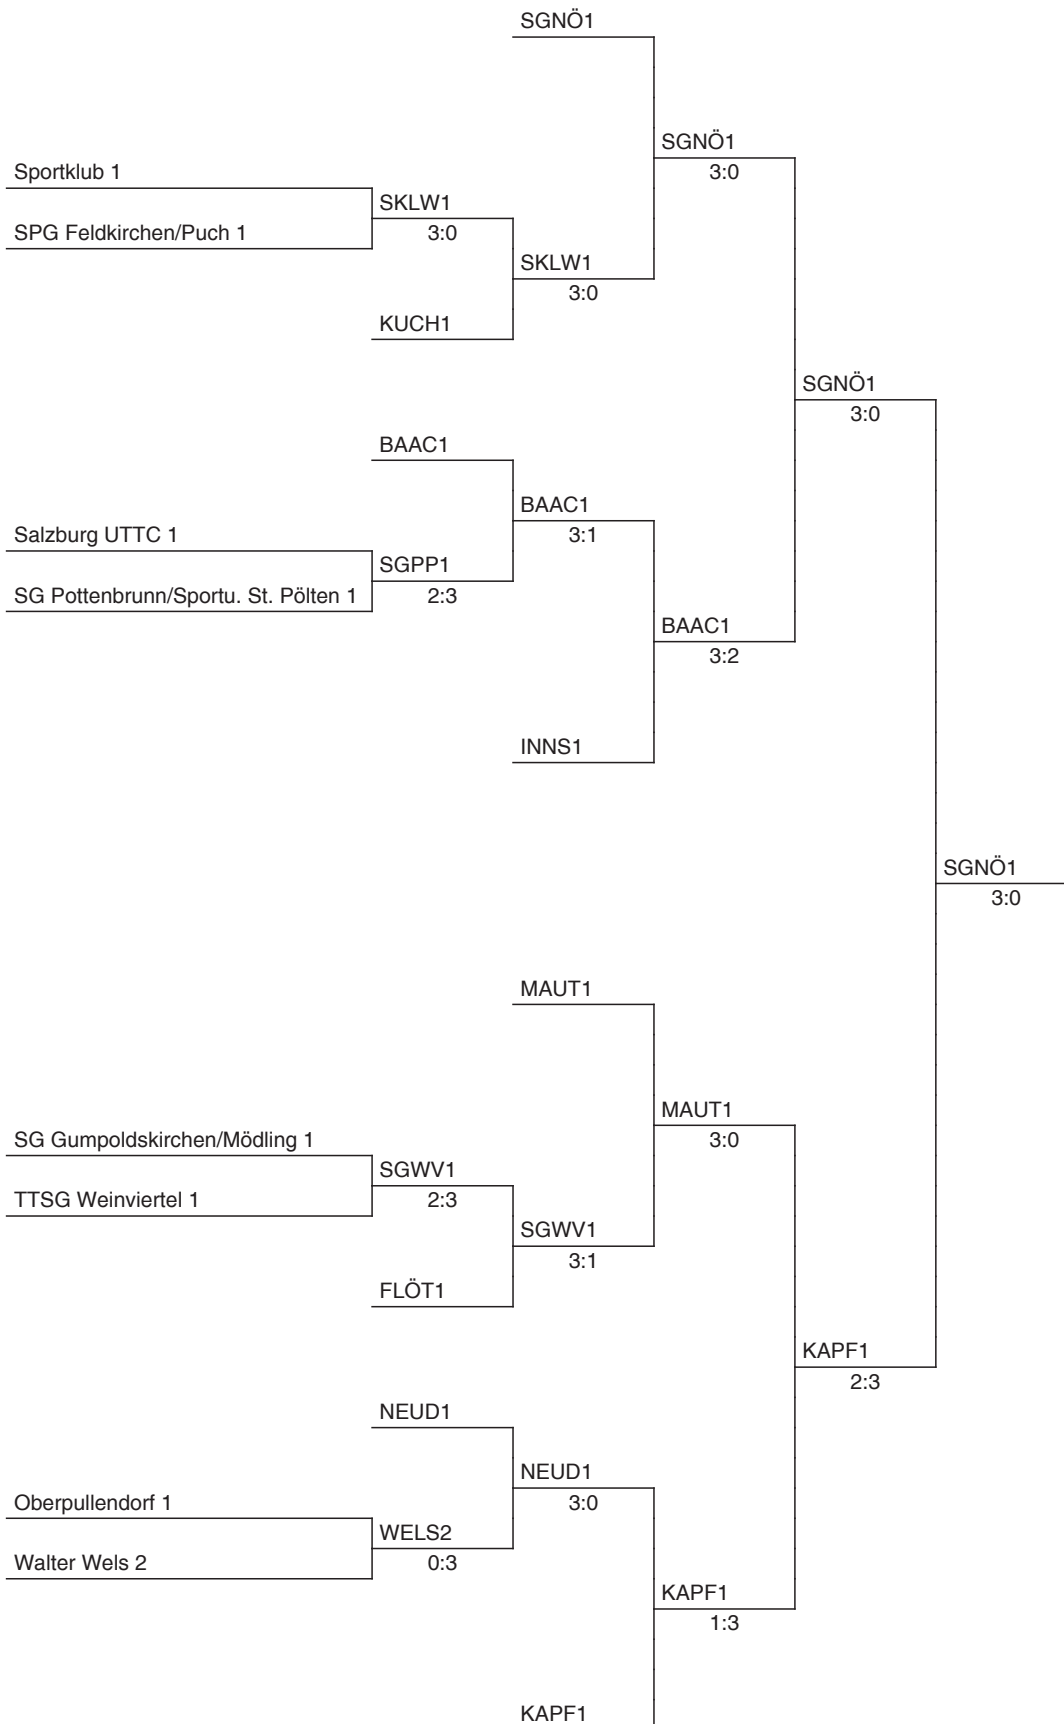 SGNÖ1
SGNÖ1
3:0
Sportklub 1
SKLW1
SPG Feldkirchen/Puch 1
3:0
SKLW1
3:0
KUCH1
SGNÖ1
3:0
BAAC1
BAAC1
Salzburg UTTC 1
3:1
SGPP1
SG Pottenbrunn/Sportu. St. Pölten 1
2:3
BAAC1
3:2
INNS1
SGNÖ1
3:0
MAUT1
MAUT1
SG Gumpoldskirchen/Mödling 1
3:0
SGWV1
TTSG Weinviertel 1
2:3
SGWV1
3:1
FLÖT1
KAPF1
2:3
NEUD1
NEUD1
Oberpullendorf 1
3:0
WELS2
Walter Wels 2
0:3
KAPF1
1:3
KAPF1